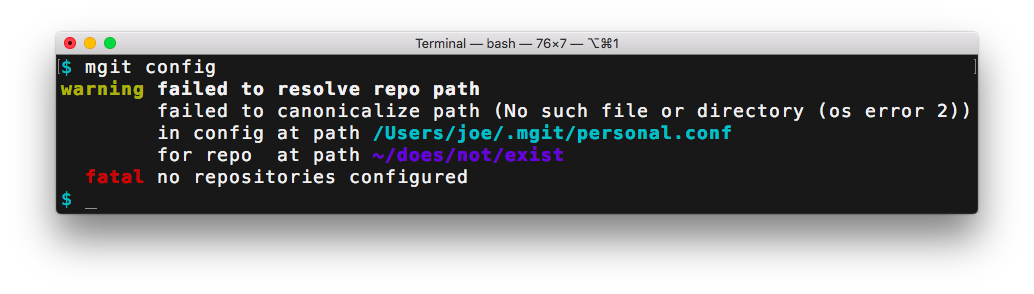 Terminal — bash — 76×7 — ⌥⌘1
$ mgit config
warning failed to resolve repo path
failed to canonicalize path (No such file or directory (os error 2))
in config at path /Users/joe/.mgit/personal.conf
for repo  at path ~/does/not/exist
fatal no repositories configured
$ _